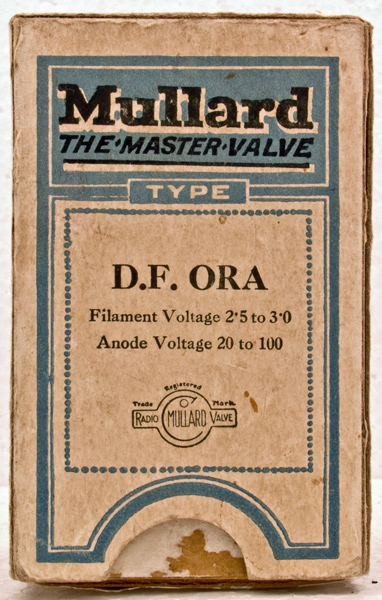 Mullard
THE·MASTER·VALVE
TYPE
D.F. ORA
Filament Voltage 2·5 to 3·0
Anode Voltage 20 to 100
Registered
Trade Mark
RADIO MULLARD VALVE